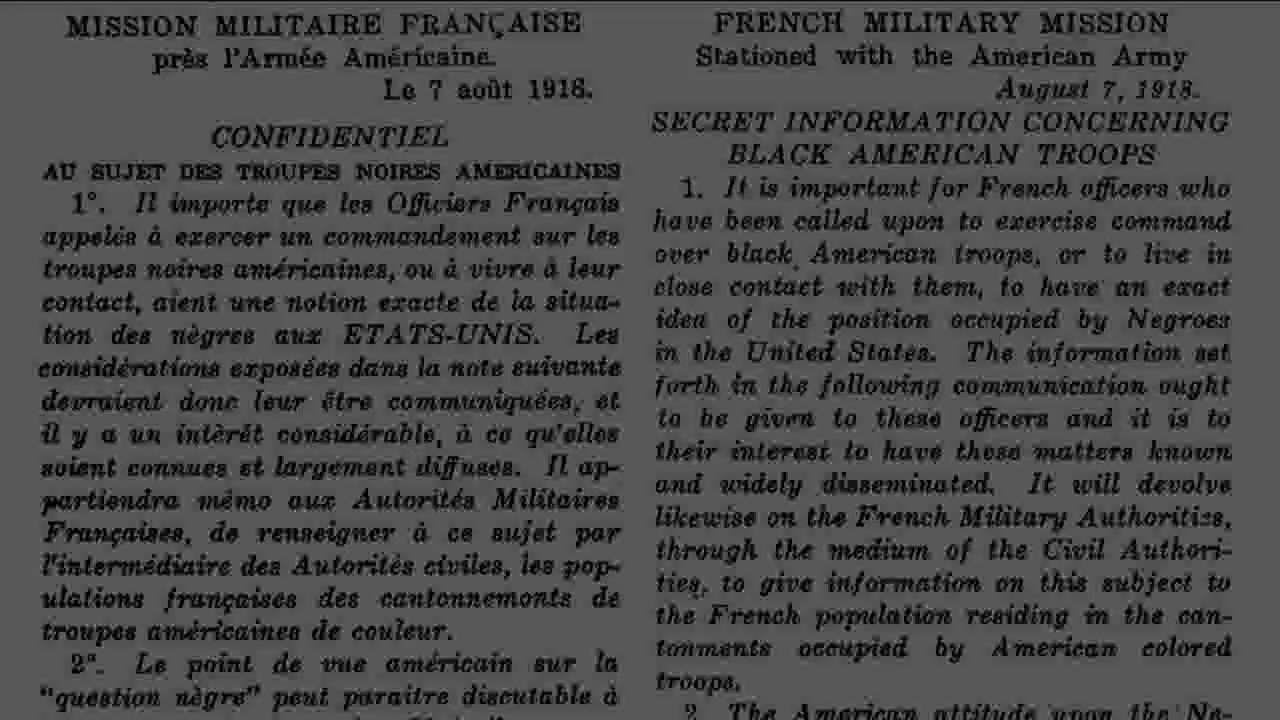 MISSION MILITAIRE FRANÇAISE
près l'Armée Américaine.
Le 7 août 1918.
CONFIDENTIEL
AU SUJET DES TROUPES NOIRES AMERICAINES
1°. Il importe que les Officiers Français
appelés à exercer un commandement sur les
troupes noires américaines, ou à vivre à leur
contact, aient une notion exacte de la situa-
tion des nègres aux ETATS-UNIS. Les
considérations exposées dans la note suivante
devraient donc leur être communiquées, et
il y a un intèrét considérable, à ce qu'elles
soient connues et largement diffuses. Il ap-
partiendra mémo aux Autorités Militaires
Françaises, de renseigner à ce sujet par
l'intermédiaire des Autorités civiles, les pop-
ulations françaises des cantonnemonts de
troupes américaines de couleur.
2°. Le point de vue américain sur la
"question nègre" peut paraitre discutable à
FRENCH MILITARY MISSION
Stationed with the American Army
August 7, 1918.
SECRET INFORMATION CONCERNING
BLACK AMERICAN TROOPS
1. It is important for French officers who
have been called upon to exercise command
over black American troops, or to live in
close contact with them, to have an exact
idea of the position occupied by Negroes
in the United States. The information set
forth in the following communication ought
to be given to these officers and it is to
their interest to have these matters known
and widely disseminated. It will devolve
likewise on the French Military Authorities,
through the medium of the Civil Authori-
ties, to give information on this subject to
the French population residing in the can-
tonments occupied by American colored
troops.
2. The American attitude upon the Ne-